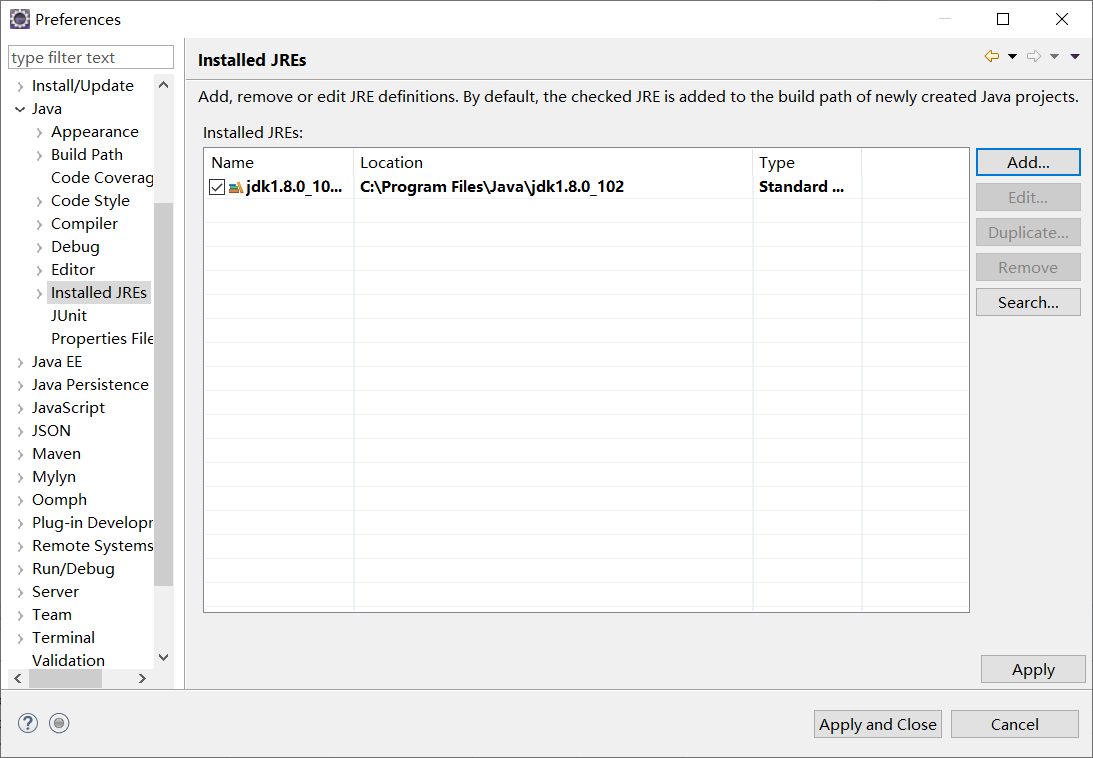 Preferences
type filter text
Install/Update
Java
Appearance
Build Path
Code Coverag
Code Style
Compiler
Debug
Editor
Installed JREs
JUnit
Properties File
Java EE
Java Persistence
JavaScript
JSON
Maven
Mylyn
Oomph
Plug-in Developr
Remote Systems
Run/Debug
Server
Team
Terminal
Validation
Installed JREs
Add, remove or edit JRE definitions. By default, the checked JRE is added to the build path of newly created Java projects.
Installed JREs:
Name Location Type
jdk1.8.0_10... C:\Program Files\Java\jdk1.8.0_102 Standard ...
Add...
Edit...
Duplicate...
Remove
Search...
Apply
?
Apply and Close Cancel